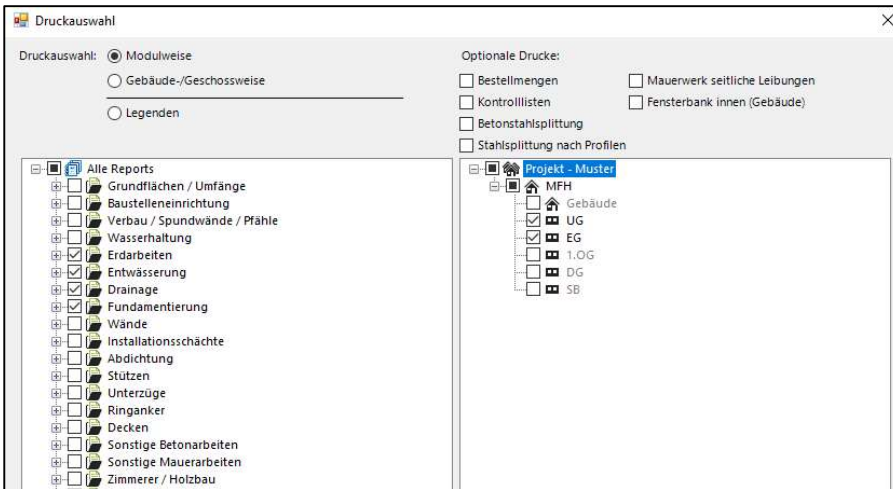 Druckauswahl
Druckauswahl: Modulweise
Gebäude-/Geschossweise
Legenden
Optionale Drucke:
Bestellmengen Mauerwerk seitliche Leibungen
Kontrolllisten Fensterbank innen (Gebäude)
Betonstahlsplittung
Stahlsplittung nach Profilen
Alle Reports
Grundflächen / Umfänge
Baustelleneinrichtung
Verbau / Spundwände / Pfähle
Wasserhaltung
Erdarbeiten
Entwässerung
Drainage
Fundamentierung
Wände
Installationsschächte
Abdichtung
Stützen
Unterzüge
Ringanker
Decken
Sonstige Betonarbeiten
Sonstige Mauerarbeiten
Zimmerer / Holzbau
Projekt - Muster
MFH
Gebäude
UG
EG
1.OG
DG
SB